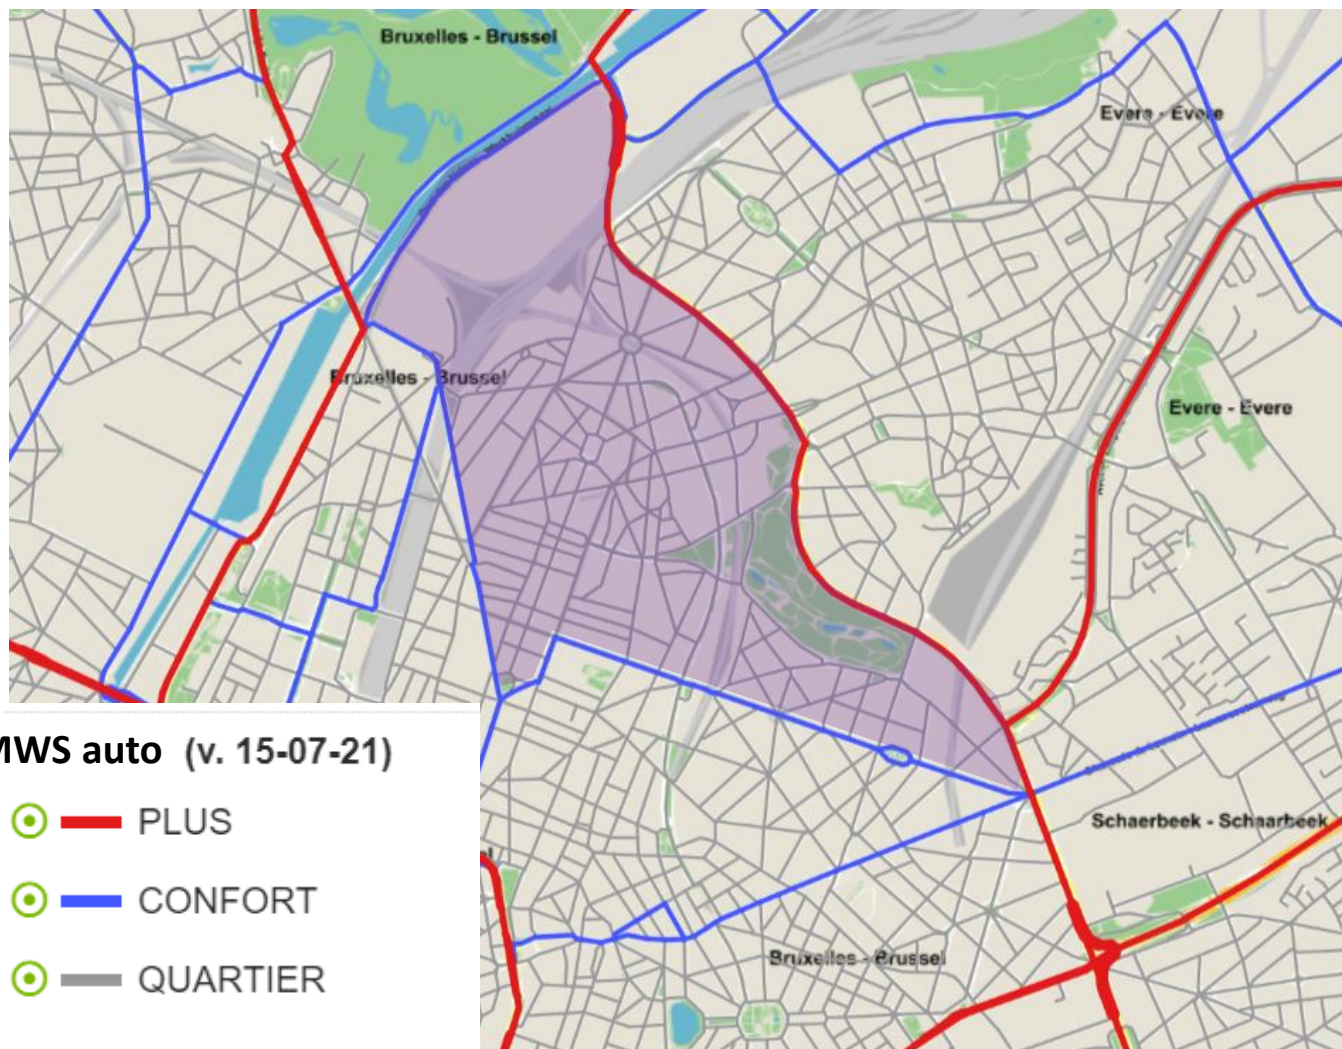 Bruxelles - Brussel
Evere - Evere
Bruxelles - Brussel
Evere - Evere
MWS auto (v. 15-07-21)
PLUS
CONFORT
QUARTIER
Schaerbeek - Schaarbeek
Bruxelles - Brussel